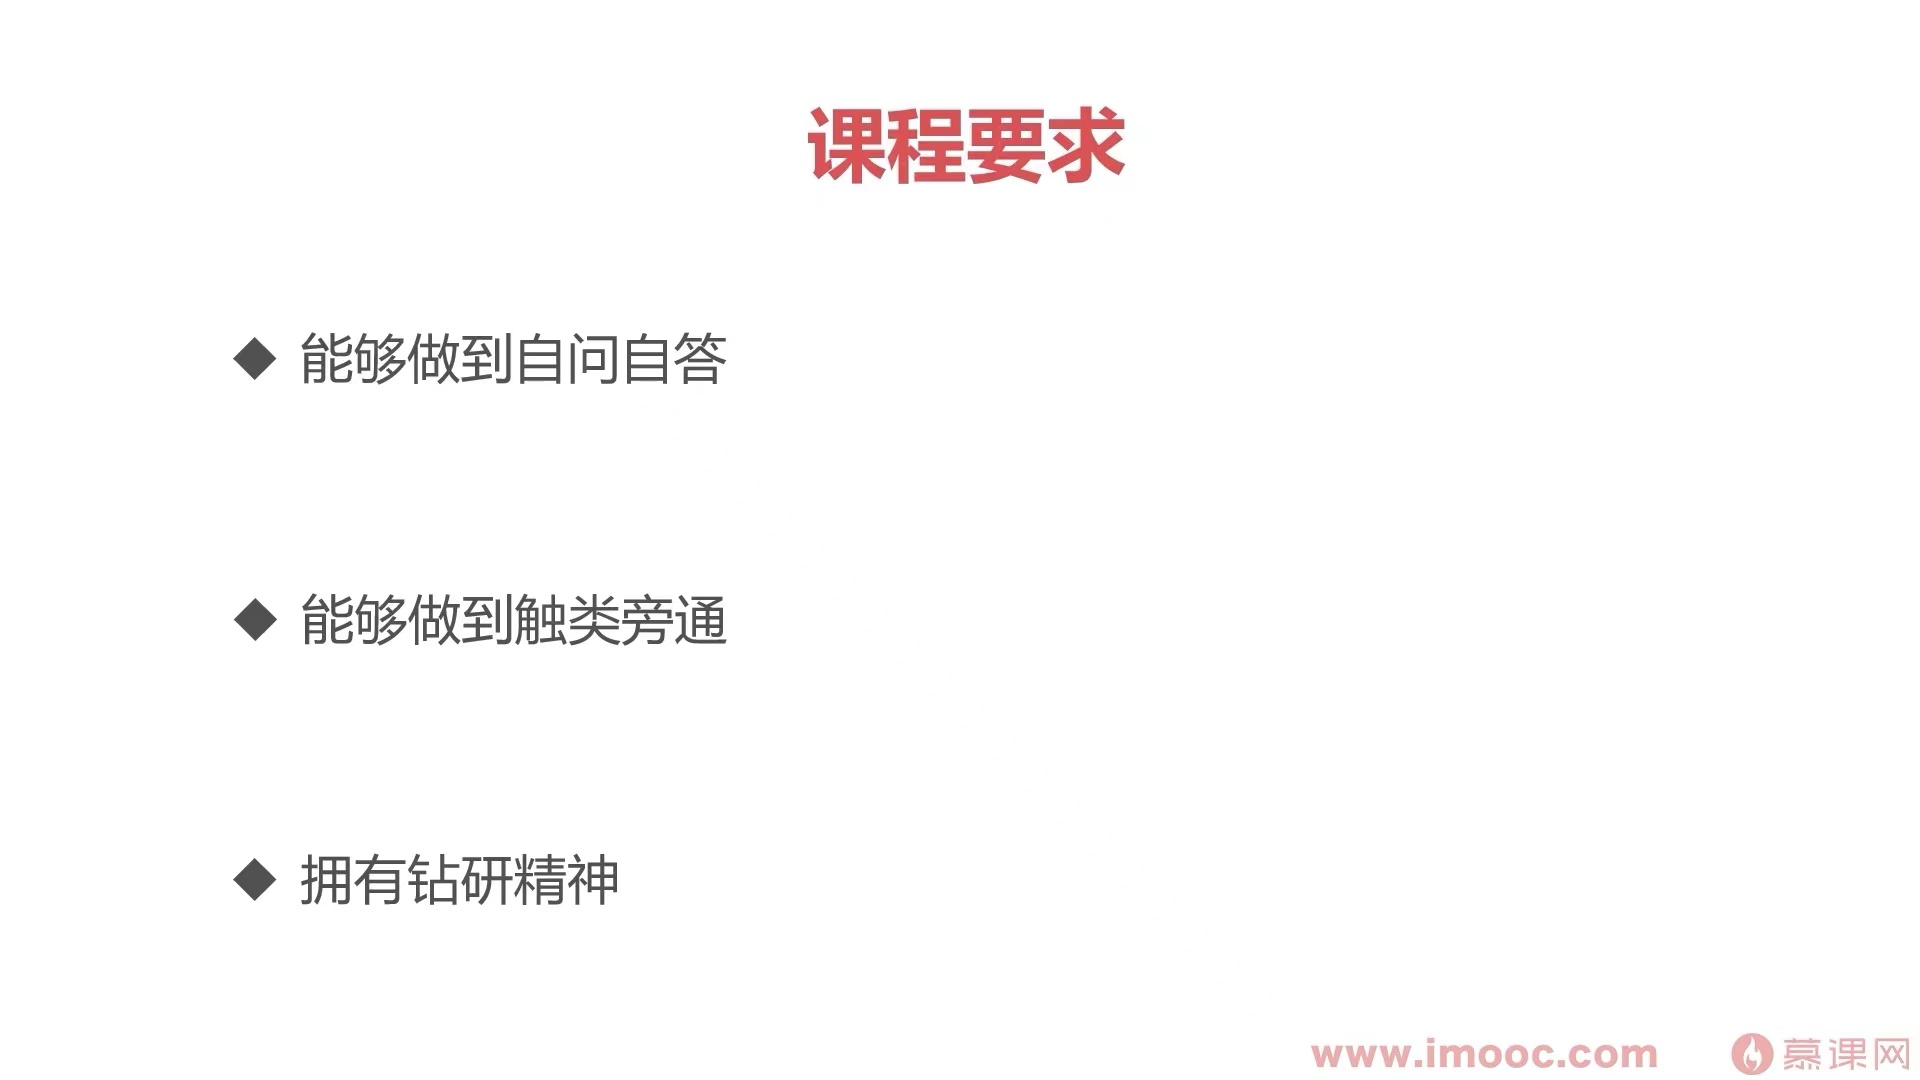 课程要求
◆ 能够做到自问自答
◆ 能够做到触类旁通
◆ 拥有钻研精神
www.imooc.com 慕课网